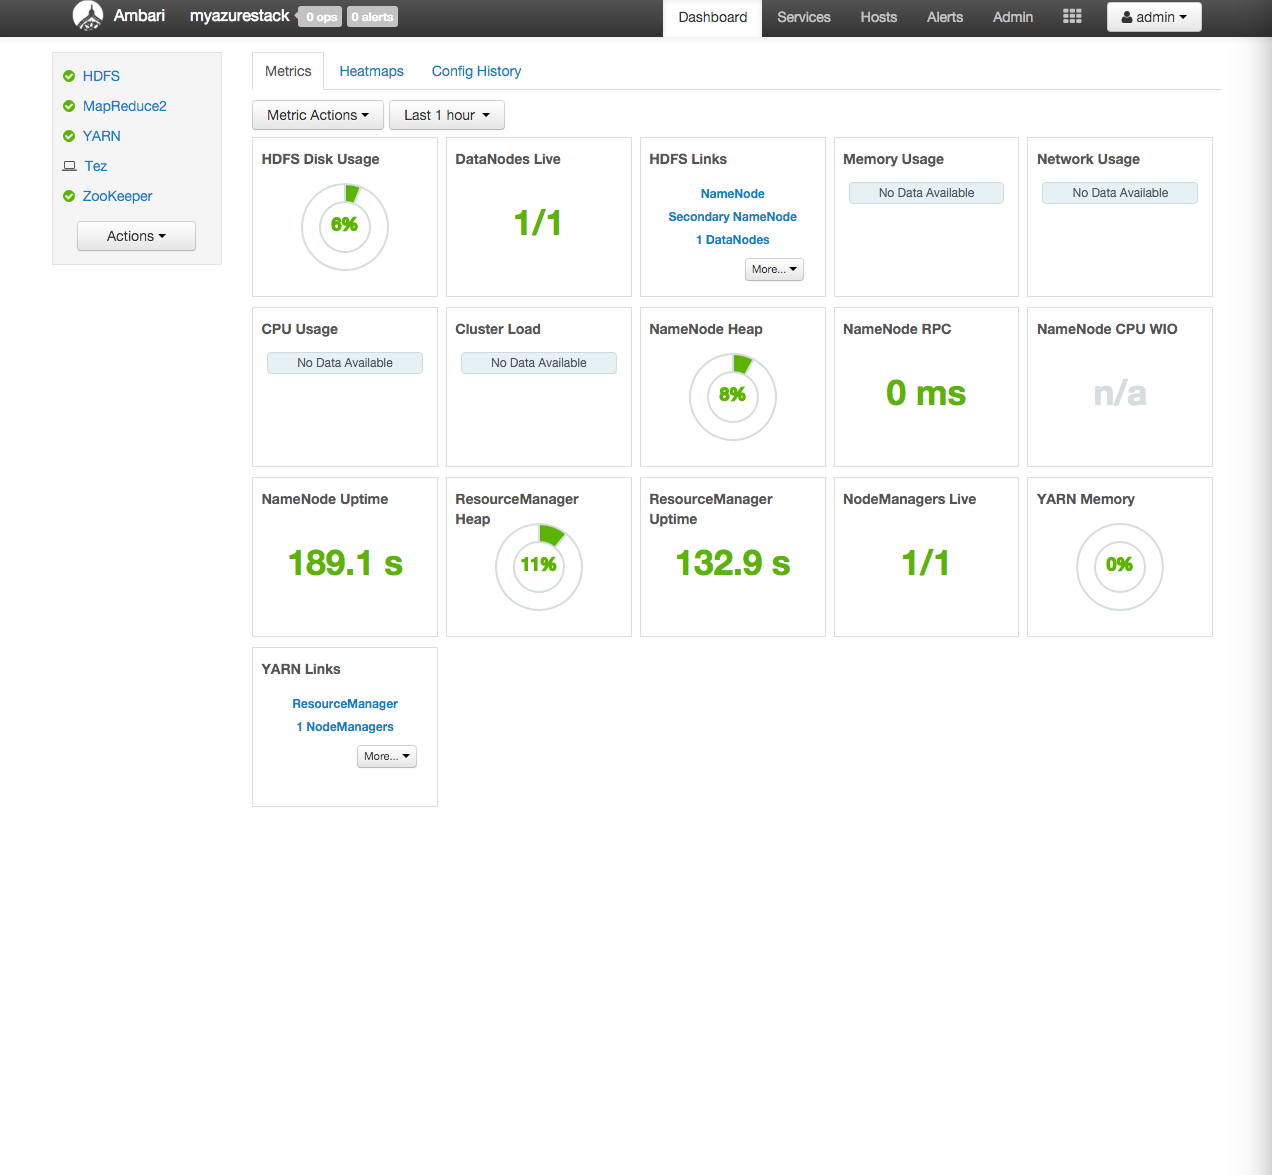 Ambari myazurestack 0 ops 0 alerts Dashboard Services Hosts Alerts Admin admin
HDFS
MapReduce2
YARN
Tez
ZooKeeper
Actions
Metrics Heatmaps Config History
Metric Actions Last 1 hour
HDFS Disk Usage
6%
DataNodes Live
1/1
HDFS Links
NameNode
Secondary NameNode
1 DataNodes
More...
Memory Usage
No Data Available
Network Usage
No Data Available
CPU Usage
No Data Available
Cluster Load
No Data Available
NameNode Heap
8%
NameNode RPC
0 ms
NameNode CPU WIO
n/a
NameNode Uptime
189.1 s
ResourceManager
Heap
11%
ResourceManager
Uptime
132.9 s
NodeManagers Live
1/1
YARN Memory
0%
YARN Links
ResourceManager
1 NodeManagers
More...